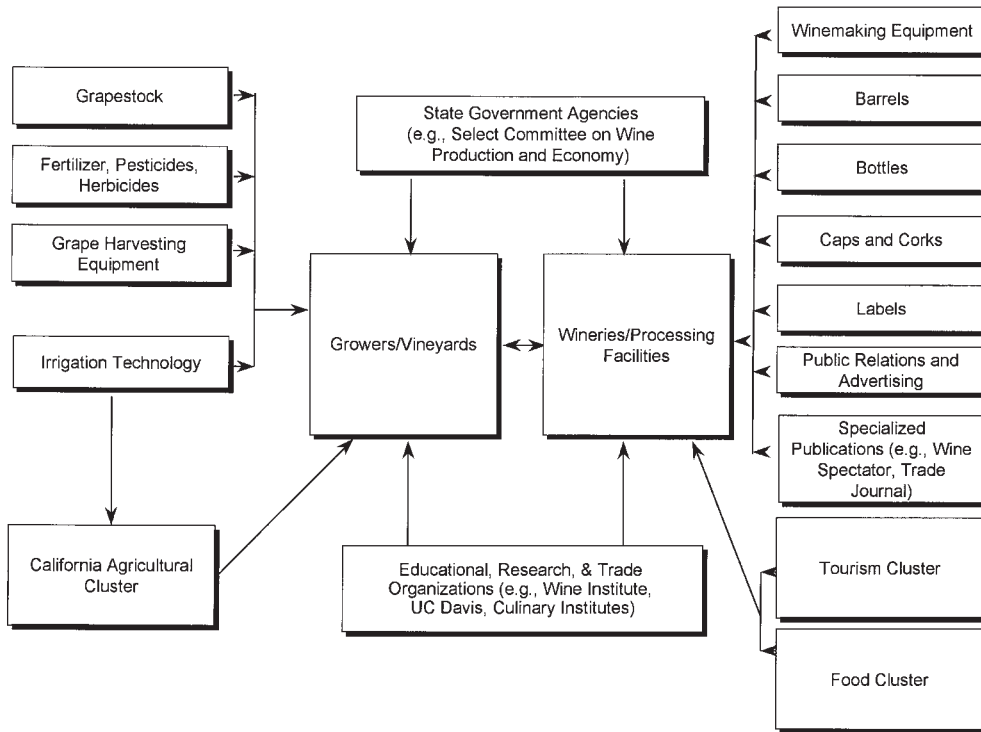 Grapestock
Fertilizer, Pesticides,
Herbicides
Grape Harvesting
Equipment
Irrigation Technology
California Agricultural
Cluster
State Government Agencies
(e.g., Select Committee on Wine
Production and Economy)
Growers/Vineyards
Wineries/Processing
Facilities
Educational, Research, & Trade
Organizations (e.g., Wine Institute,
UC Davis, Culinary Institutes)
Winemaking Equipment
Barrels
Bottles
Caps and Corks
Labels
Public Relations and
Advertising
Specialized
Publications (e.g., Wine
Spectator, Trade
Journal)
Tourism Cluster
Food Cluster